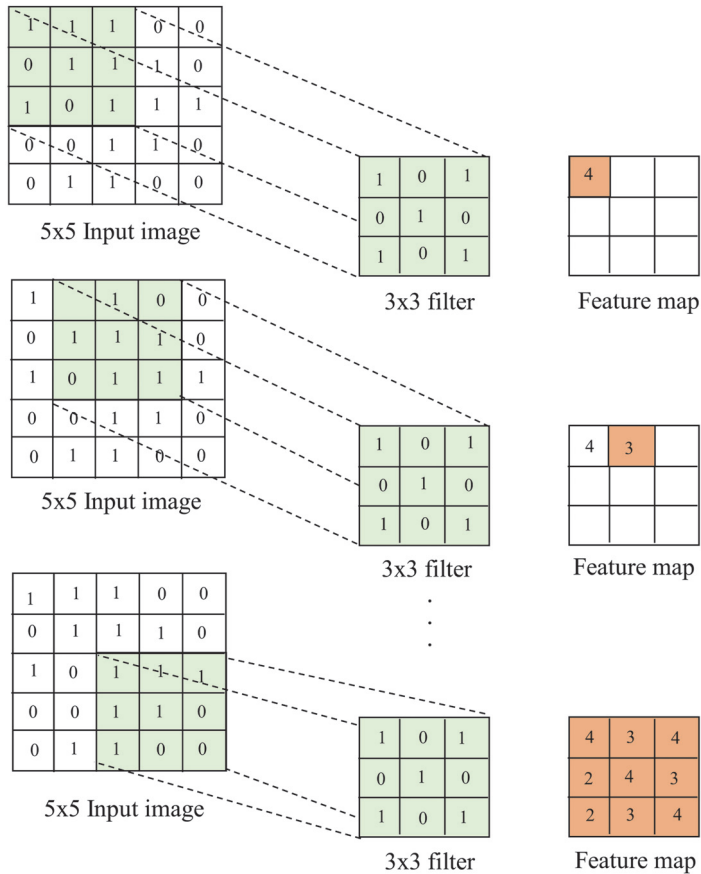 1 1 1 0 0
0 1 1 1 0
1 0 1 1 1
0 0 1 1 0
0 1 1 0 0
5x5 Input image
1 0 1
0 1 0
1 0 1
3x3 filter
4
Feature map
1 1 0 0
0 1 1 1 0
1 0 1 1 1
0 0 1 1 0
0 1 1 0 0
5x5 Input image
1 0 1
0 1 0
1 0 1
3x3 filter
4 3
Feature map
1 1 1 0 0
0 1 1 1 0
1 0 1 1 1
0 0 1 1 0
0 1 1 0 0
5x5 Input image
1 0 1
0 1 0
1 0 1
3x3 filter
4 3 4
2 4 3
2 3 4
Feature map